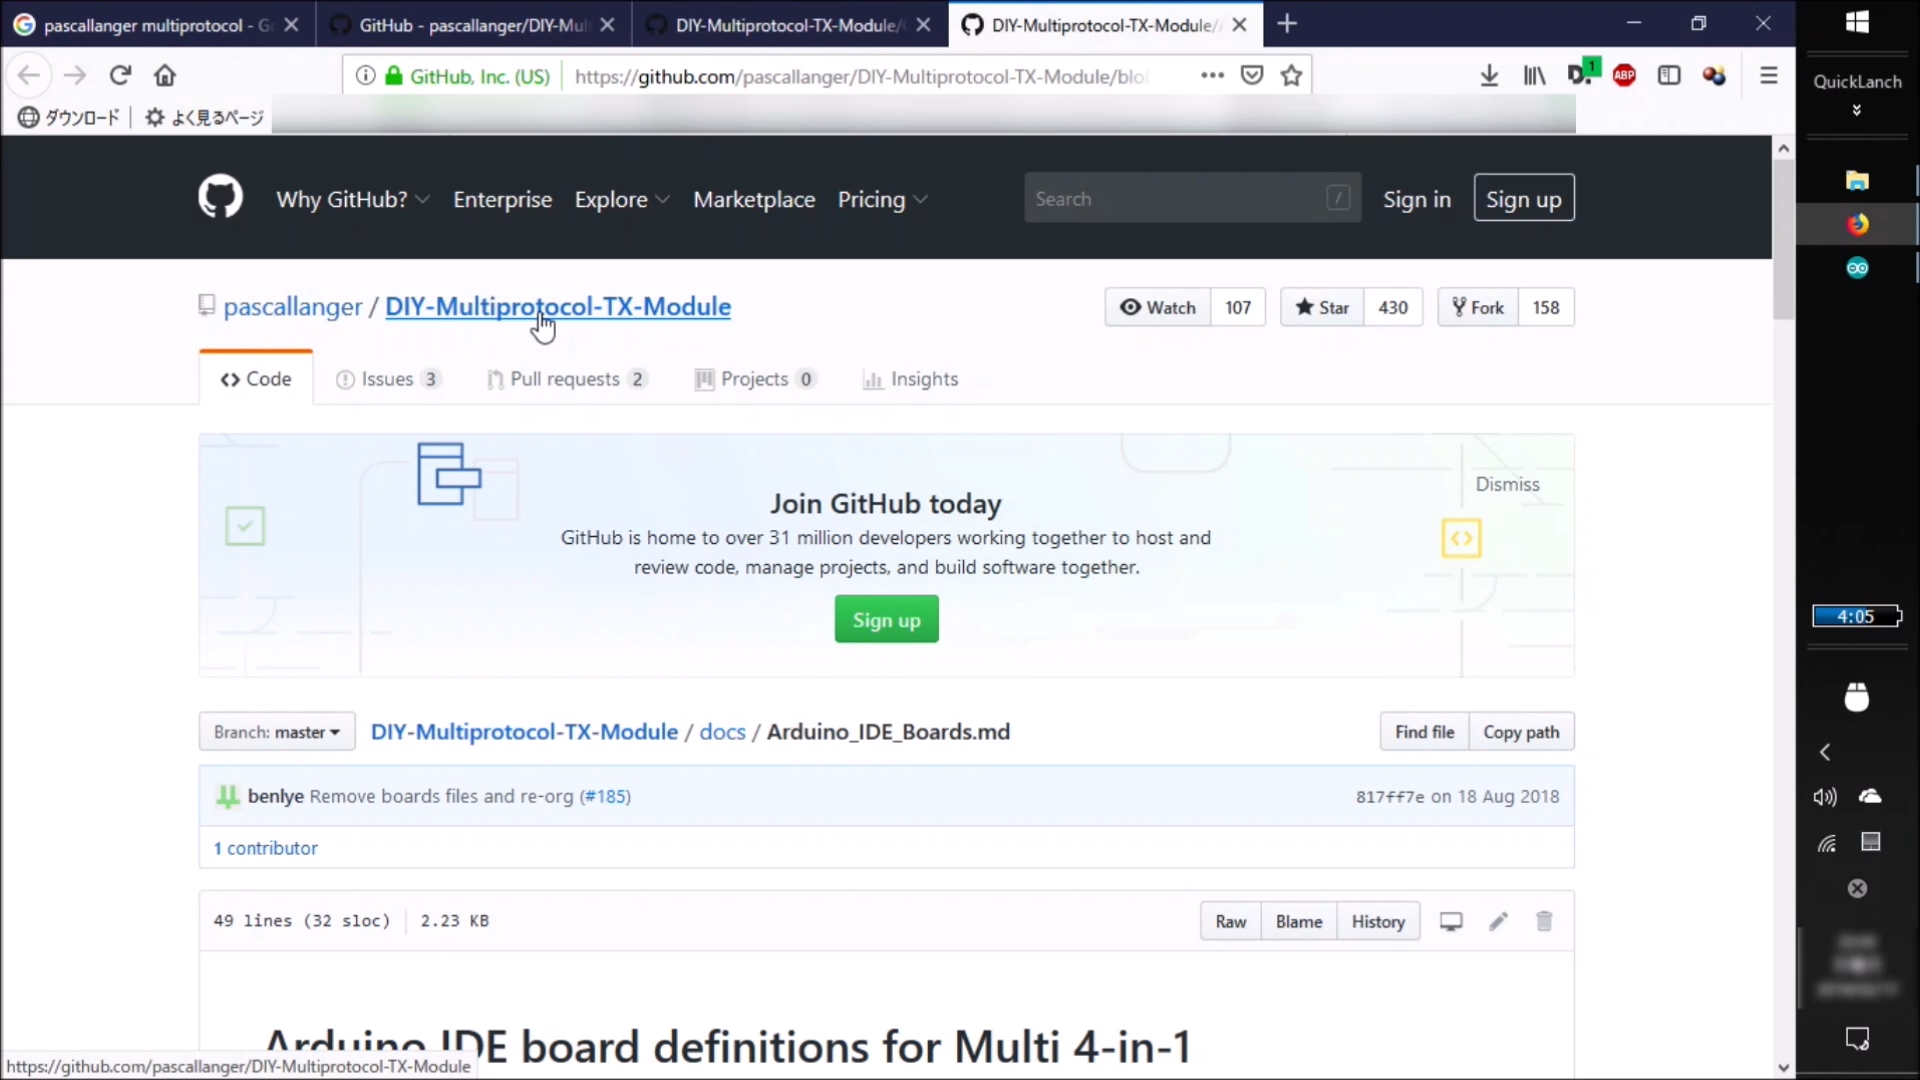 pascallanger multiprotocol - Go
GitHub - pascallanger/DIY-Mul
DIY-Multiprotocol-TX-Module/
DIY-Multiprotocol-TX-Module/
GitHub, Inc. (US)
https://github.com/pascallanger/DIY-Multiprotocol-TX-Module/blo
1
ABP
ダウンロード
よく見るページ
QuickLanch
Why GitHub?
Enterprise
Explore
Marketplace
Pricing
Search
/
Sign in
Sign up
pascallanger / DIY-Multiprotocol-TX-Module
Watch 107
Star 430
Fork 158
Code
Issues 3
Pull requests 2
Projects 0
Insights
Dismiss
Join GitHub today
GitHub is home to over 31 million developers working together to host and
review code, manage projects, and build software together.
Sign up
4:05
Branch: master
DIY-Multiprotocol-TX-Module / docs / Arduino_IDE_Boards.md
Find file
Copy path
benlye Remove boards files and re-org (#185)
817ff7e on 18 Aug 2018
1 contributor
49 lines (32 sloc)
2.23 KB
Raw
Blame
History
Arduino IDE board definitions for Multi 4-in-1
https://github.com/pascallanger/DIY-Multiprotocol-TX-Module